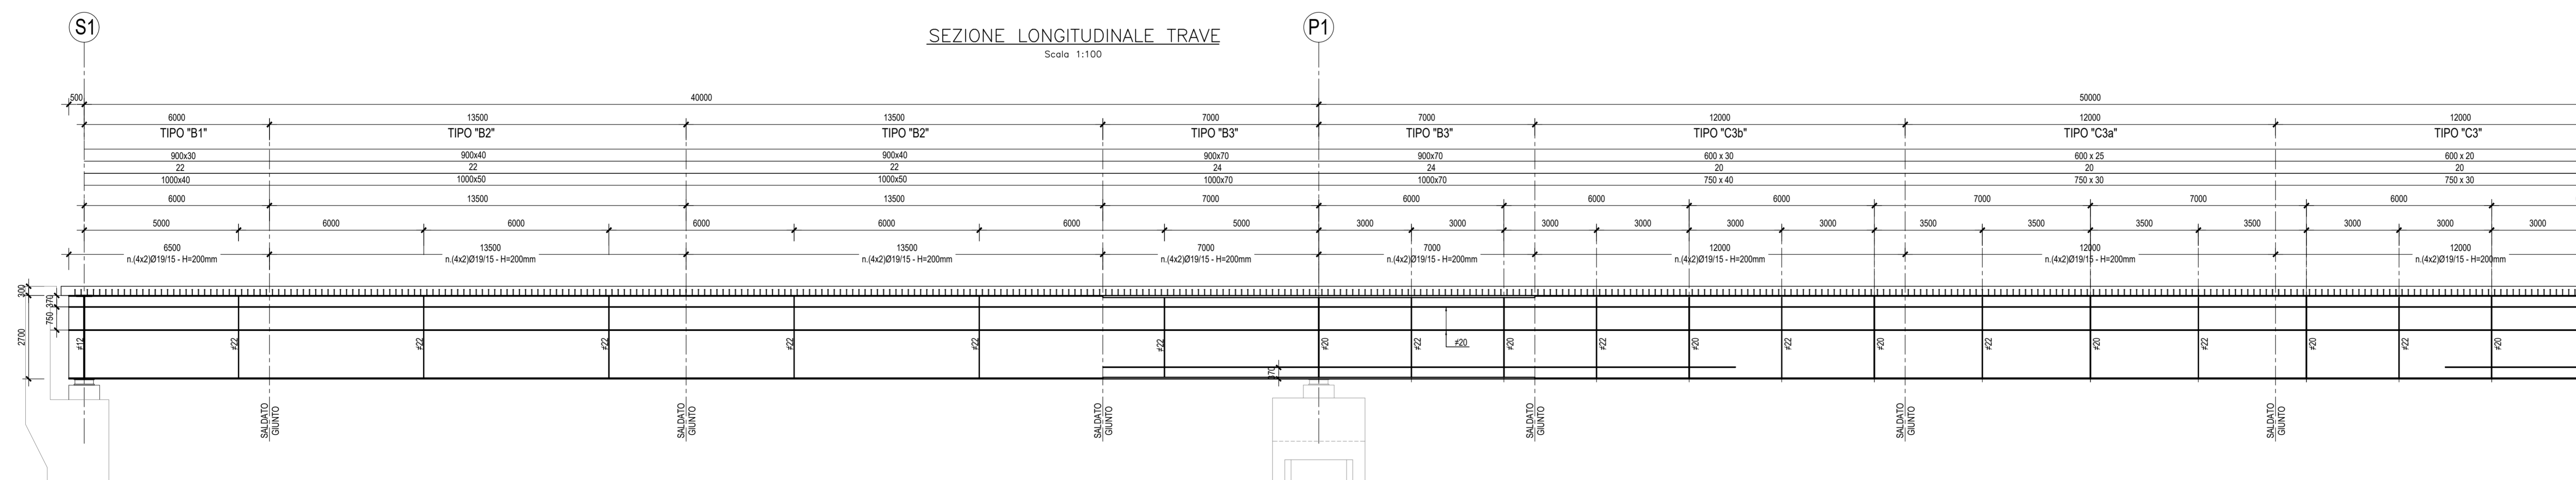 S1
P1
SEZIONE LONGITUDINALE TRAVE
Scala 1:100
500 40000 50000
6000 13500 13500 7000 7000 12000 12000 12000
TIPO "B1" TIPO "B2" TIPO "B2" TIPO "B3" TIPO "B3" TIPO "C3b" TIPO "C3a" TIPO "C3"
900x30 900x40 900x40 900x70 900x70 600 x 30 600 x 25 600 x 20
22 22 22 24 24 20 20 20
1000x40 1000x50 1000x50 1000x70 1000x70 750 x 40 750 x 30 750 x 30
6000 13500 13500 7000 6000 6000 6000 7000 7000 6000
5000 6000 6000 6000 6000 6000 5000 3000 3000 3000 3000 3000 3000 3500 3500 3500 3500 3000 3000 3000
6500 13500 13500 7000 7000 12000 12000 12000
n.(4x2)Ø19/15 - H=200mm n.(4x2)Ø19/15 - H=200mm n.(4x2)Ø19/15 - H=200mm n.(4x2)Ø19/15 - H=200mm n.(4x2)Ø19/15 - H=200mm n.(4x2)Ø19/15 - H=200mm n.(4x2)Ø19/15 - H=200mm n.(4x2)Ø19/15 - H=200mm
300
370
750
2700
≠12 ≠22 ≠22 ≠22 ≠22 ≠22 ≠22 ≠20 ≠22 ≠20 ≠20 ≠22 ≠20 ≠22 ≠20 ≠22 ≠20 ≠22 ≠20 ≠22 ≠20
370
SALDATO GIUNTO
SALDATO GIUNTO
SALDATO GIUNTO
SALDATO GIUNTO
SALDATO GIUNTO
SALDATO GIUNTO